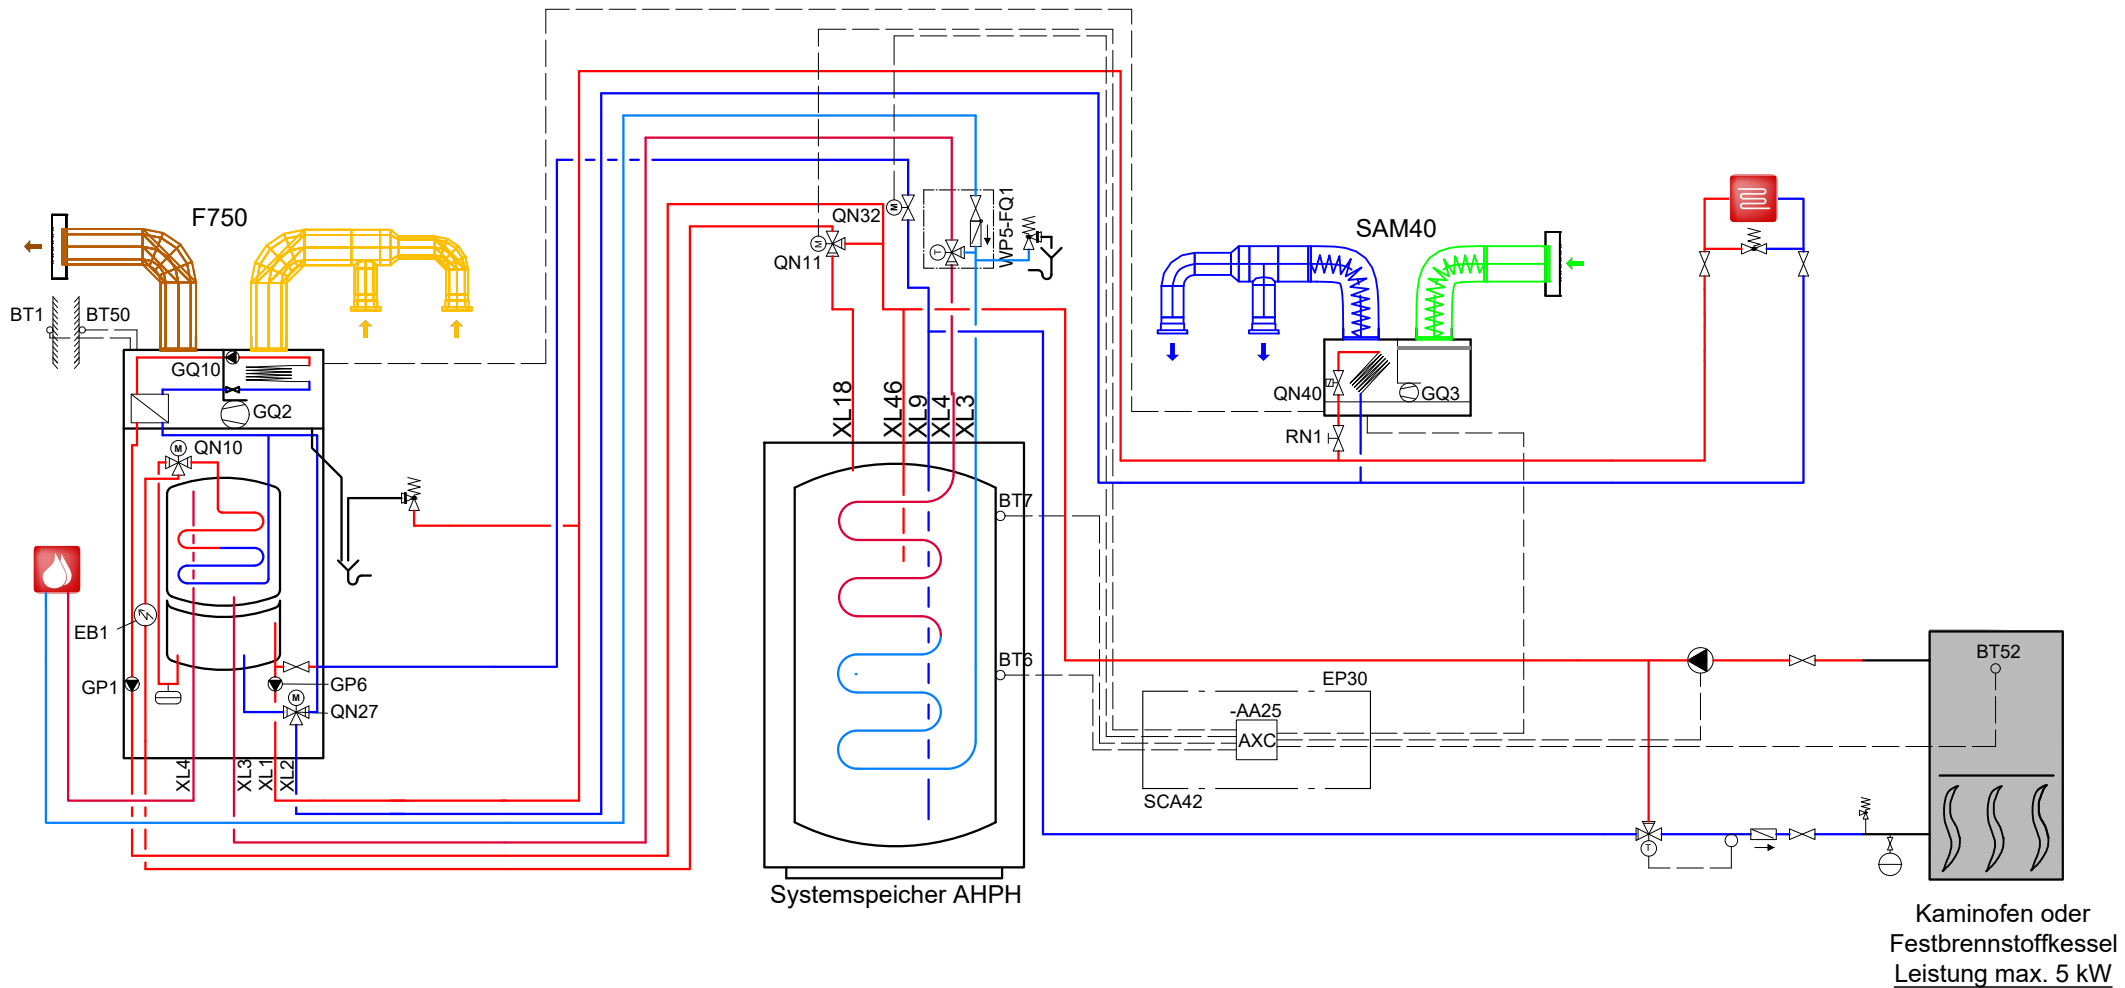 F750
WP5-FQ1
QN32
QN11
SAM40
BT1
BT50
GQ10
GQ2
QN40
GQ3
RN1
XL18
XL46
XL9
XL4
XL3
M
M
T
M
QN10
BT7
EB1
GP1
GP6
M
QN27
BT6
EP30
BT52
-AA25
AXC
SCA42
XL4
XL3
XL1
XL2
T
Systemspeicher AHPH
Kaminofen oder
Festbrennstoffkessel
Leistung max. 5 kW